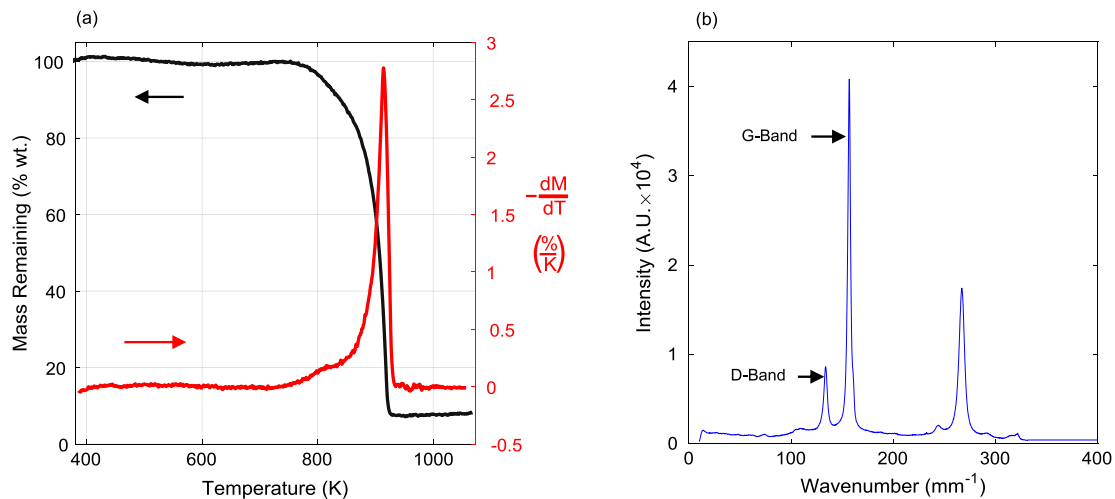 (a)
(b)
Mass Remaining (% wt.)
100
80
60
40
20
0
400
600
800
1000
Temperature (K)
3
2.5
2
1.5
1
0.5
0
-0.5
−dM/dT
(%/K)
Intensity (A.U.×10⁴)
4
3
2
1
0
0
100
200
300
400
Wavenumber (mm⁻¹)
G-Band
D-Band